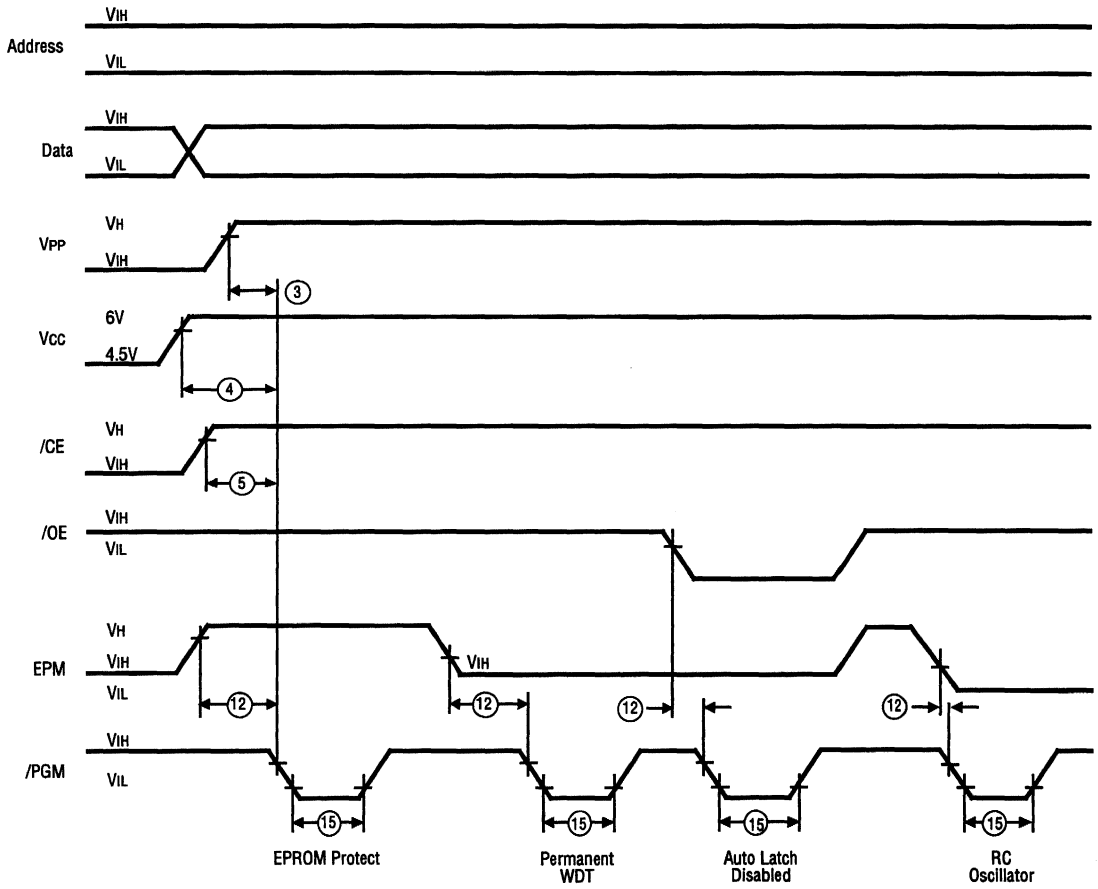 VIH
Address
VIL
VIH
Data
VIL
VH
VPP
VIH
3
6V
VCC
4.5V
4
VH
/CE
VIH
5
VIH
/OE
VIL
VH
EPM
VIH
VIH
VIL
12
12
12
12
VIH
/PGM
VIL
15
15
15
15
EPROM Protect
Permanent
WDT
Auto Latch
Disabled
RC
Oscillator